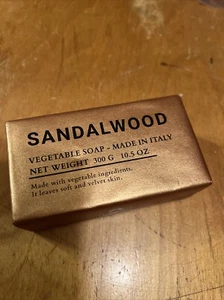 SANDALWOOD
VEGETABLE SOAP - MADE IN ITALY
NET WEIGHT 300 G 10.5 OZ
Made with vegetable ingredients.
It leaves soft and velvet skin.